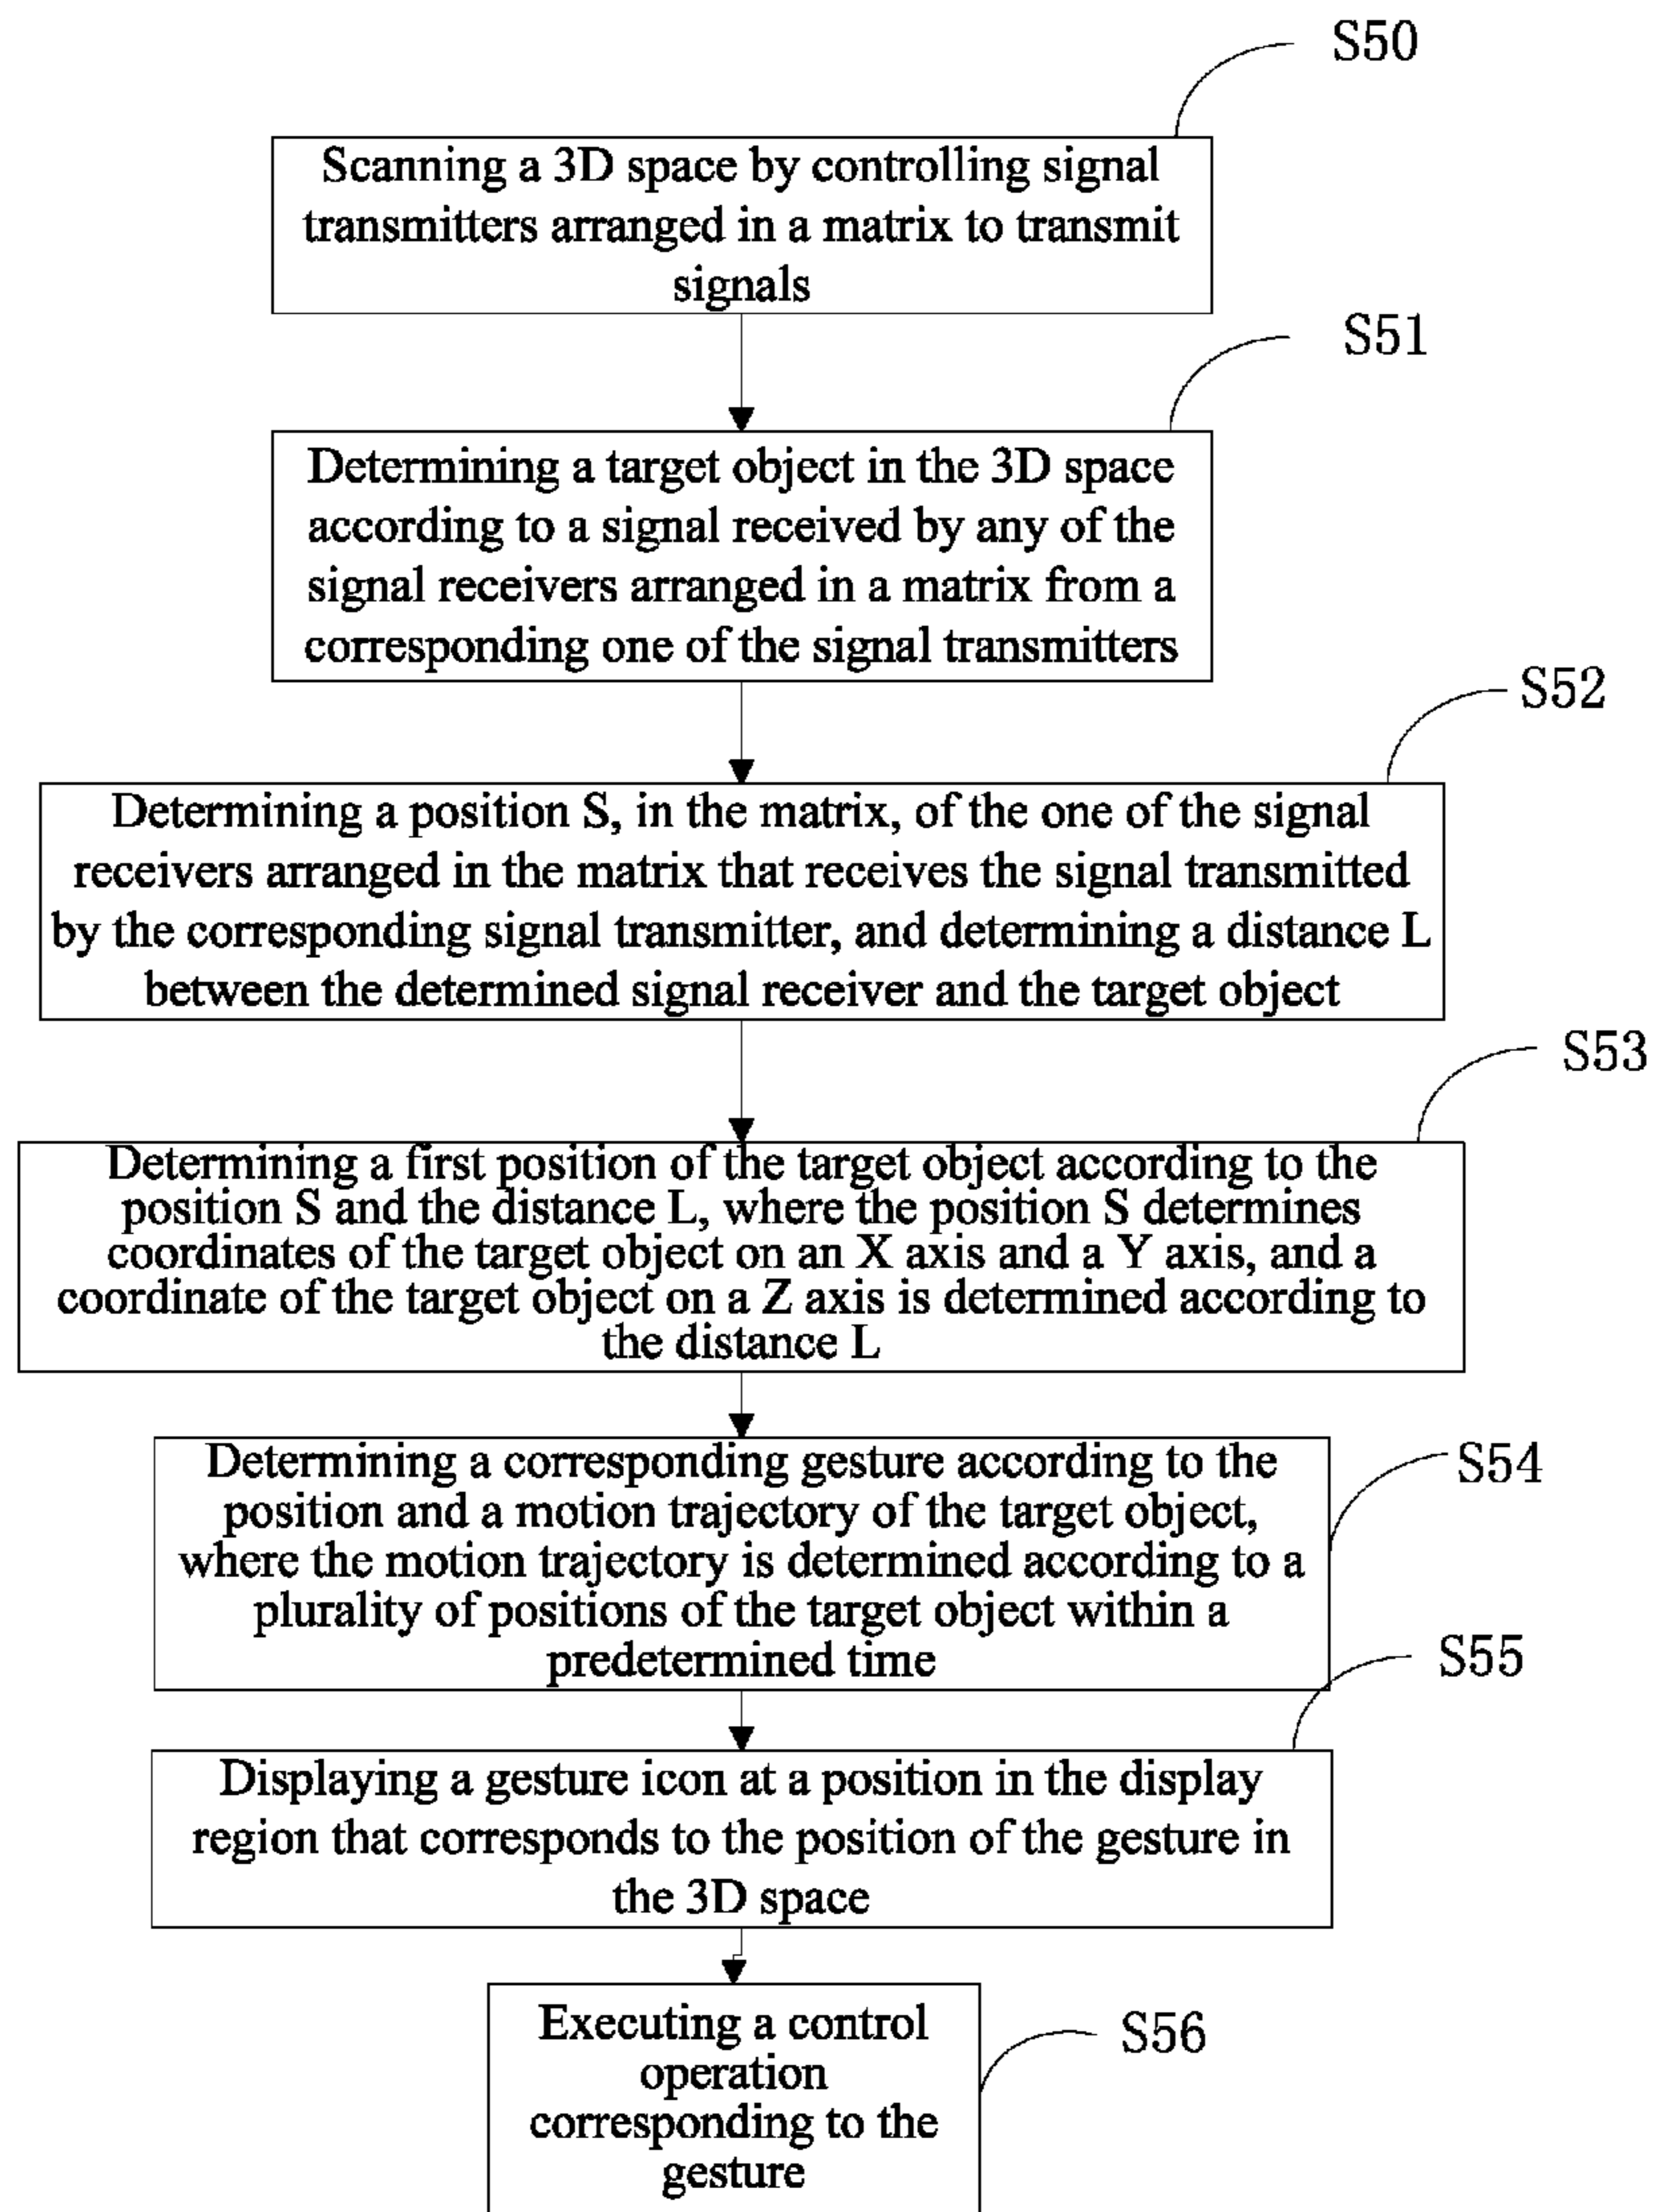 S50
Scanning a 3D space by controlling signal
transmitters arranged in a matrix to transmit
signals
S51
Determining a target object in the 3D space
according to a signal received by any of the
signal receivers arranged in a matrix from a
corresponding one of the signal transmitters
S52
Determining a position S, in the matrix, of the one of the signal
receivers arranged in the matrix that receives the signal transmitted
by the corresponding signal transmitter, and determining a distance L
between the determined signal receiver and the target object
S53
Determining a first position of the target object according to the
position S and the distance L, where the position S determines
coordinates of the target object on an X axis and a Y axis, and a
coordinate of the target object on a Z axis is determined according to
the distance L
S54
Determining a corresponding gesture according to the
position and a motion trajectory of the target object,
where the motion trajectory is determined according to a
plurality of positions of the target object within a
predetermined time
S55
Displaying a gesture icon at a position in the display
region that corresponds to the position of the gesture in
the 3D space
S56
Executing a control
operation
corresponding to the
gesture